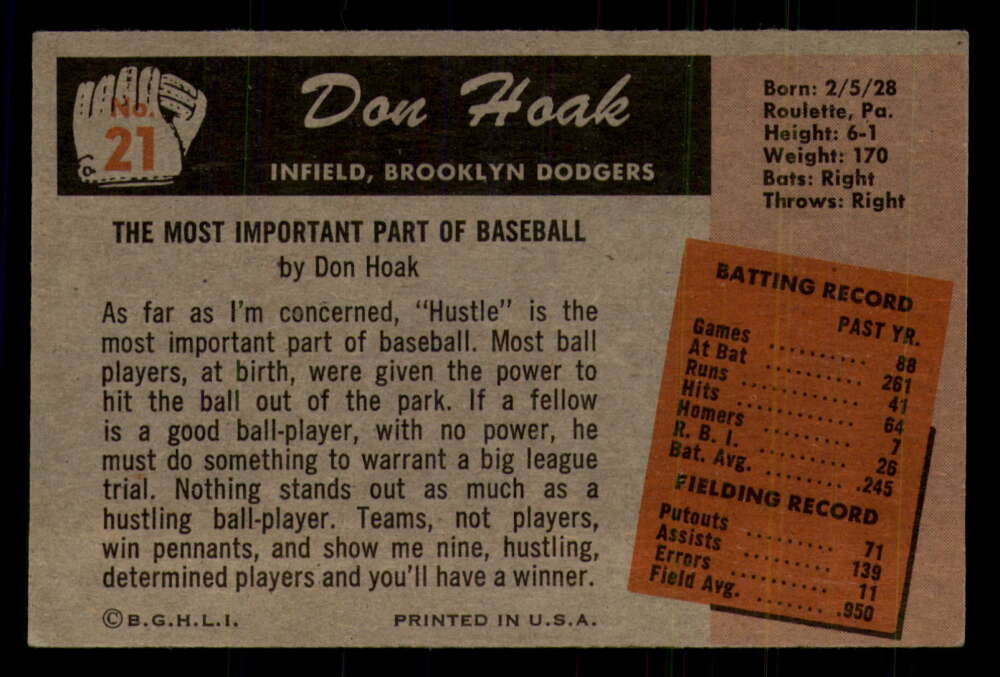 No.
21
Don Hoak
INFIELD, BROOKLYN DODGERS
Born: 2/5/28
Roulette, Pa.
Height: 6-1
Weight: 170
Bats: Right
Throws: Right
THE MOST IMPORTANT PART OF BASEBALL
by Don Hoak
As far as I'm concerned, "Hustle" is the
most important part of baseball. Most ball
players, at birth, were given the power to
hit the ball out of the park. If a fellow
is a good ball-player, with no power, he
must do something to warrant a big league
trial. Nothing stands out as much as a
hustling ball-player. Teams, not players,
win pennants, and show me nine, hustling,
determined players and you'll have a winner.
© B.G.H.L.I.
PRINTED IN U.S.A.
BATTING RECORD
PAST YR.
Games .......... 88
At Bat .......... 261
Runs .......... 41
Hits .......... 64
Homers .......... 7
R. B. I. .......... 26
Bat. Avg. ........ .245
FIELDING RECORD
Putouts ......... 71
Assists ......... 139
Errors .......... 11
Field Avg. ....... .950